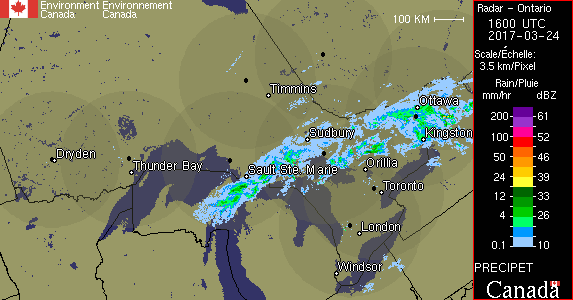 Environment Environnement
Canada Canada
100 KM
Timmins
Ottawa
Sudbury
Kingston
Dryden
Thunder Bay
Sault Ste. Marie
Orillia
Toronto
London
Windsor
Radar - Ontario
1600 UTC
2017-03-24
Scale/Échelle:
3.5 km/Pixel
Rain/Pluie
mm/hr dBZ
200 61
100 52
50 46
24 39
12 33
4 26
0.1 10
PRECIPET
Canada